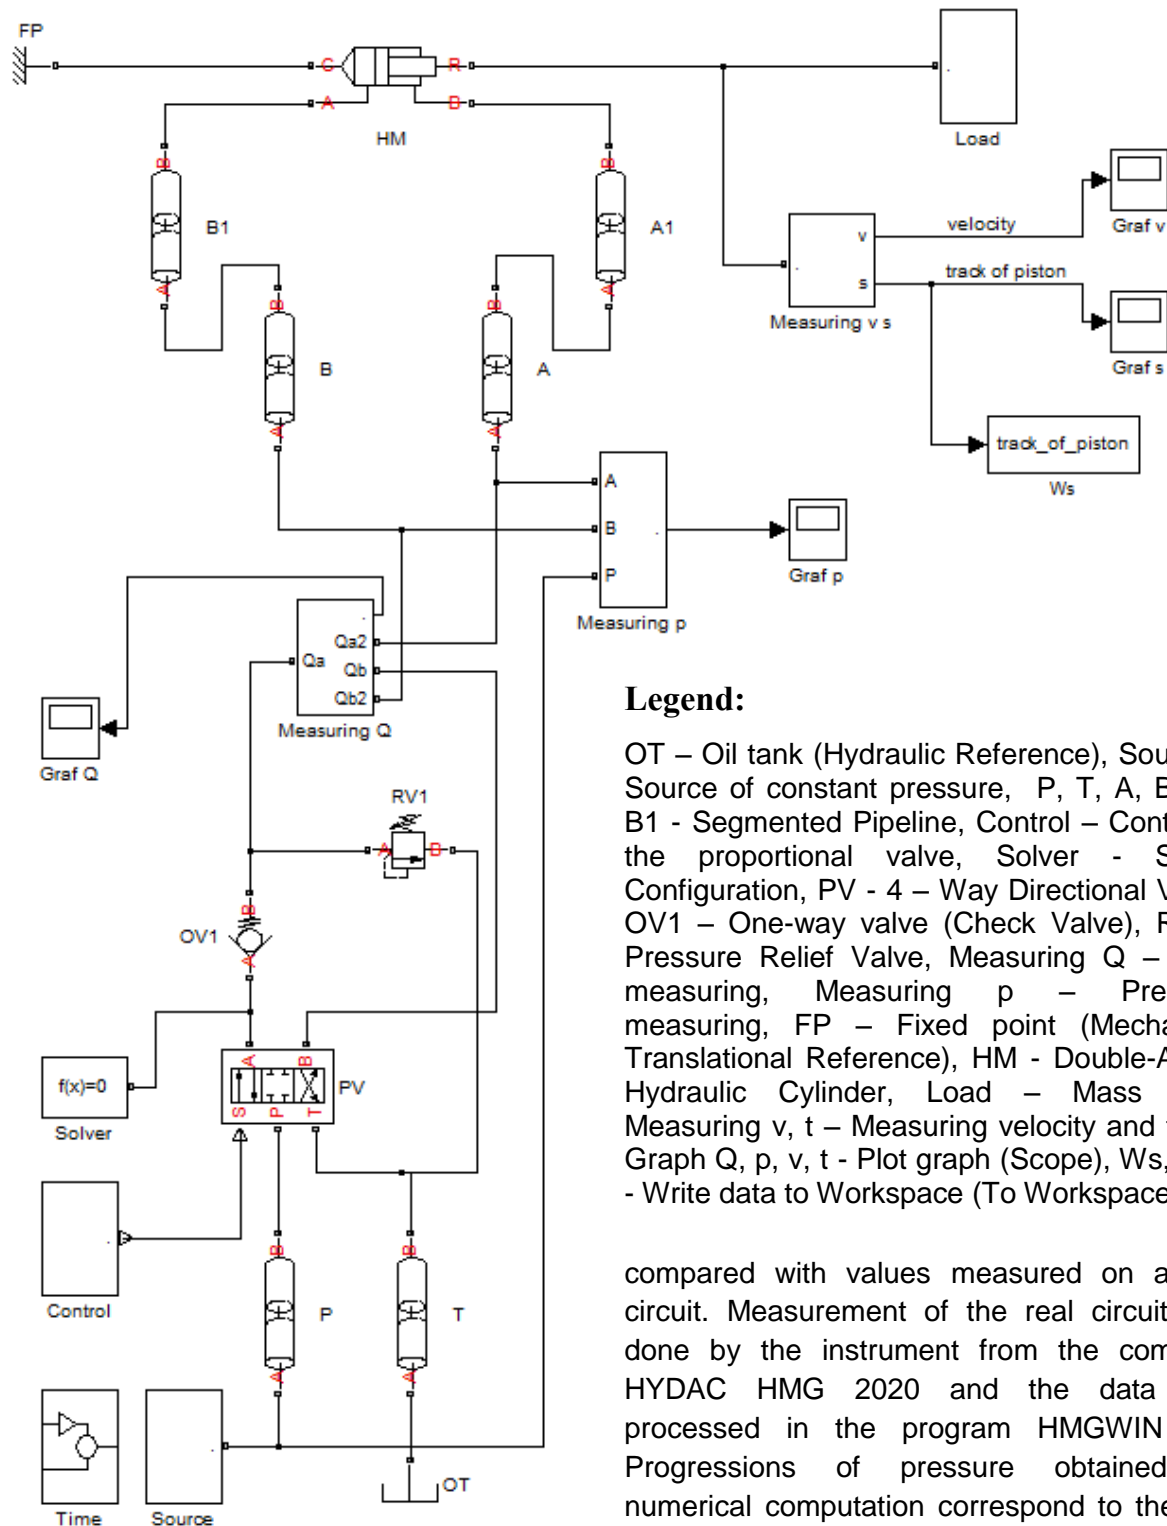 FP
C
R
A
B
HM
Load
B
B1
A
B
A1
A
v
s
velocity
track of piston
Measuring v s
Graf v
Graf s
track_of_piston
Ws
B
B
A
B
A
A
A
B
P
Measuring p
Graf p
Qa
Qa2
Qb
Qb2
Measuring Q
Graf Q
RV1
A
B
B
OV1
A
f(x)=0
Solver
A
B
S
P
T
PV
Control
B
P
A
B
T
A
Time
Source
OT
Legend:
OT – Oil tank (Hydraulic Reference),
Source of constant pressure, P, T, A,
B1 - Segmented Pipeline, Control –
the proportional valve, Solver -
Configuration, PV - 4 – Way Directional
OV1 – One-way valve (Check Valve),
Pressure Relief Valve, Measuring Q –
measuring, Measuring p –
measuring, FP – Fixed point
Translational Reference), HM -
Hydraulic Cylinder, Load – Mass
Measuring v, t – Measuring velocity and
Graph Q, p, v, t - Plot graph (Scope), Ws,
- Write data to Workspace (To Workspace
compared with values measured on a
circuit. Measurement of the real circuit
done by the instrument from the
HYDAC HMG 2020 and the data
processed in the program HMGWIN
Progressions of pressure obtained
numerical computation correspond to the